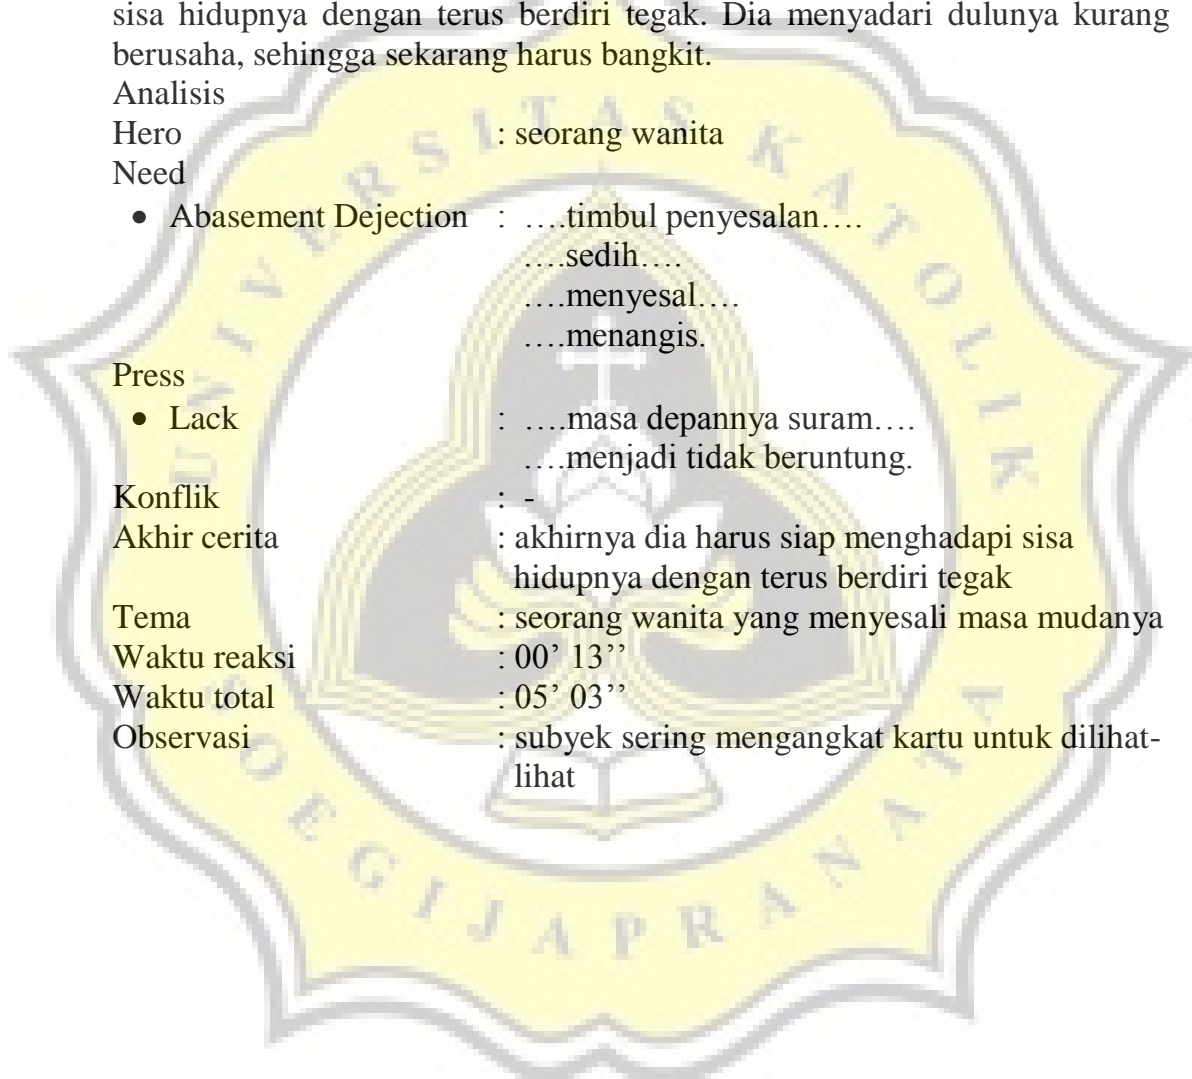 sisa hidupnya dengan terus berdiri tegak. Dia menyadari dulunya kurang
berusaha, sehingga sekarang harus bangkit.
Analisis
Hero : seorang wanita
Need
• Abasement Dejection : ….timbul penyesalan….
….sedih….
….menyesal….
….menangis.
Press
• Lack : ….masa depannya suram….
….menjadi tidak beruntung.
Konflik : -
Akhir cerita : akhirnya dia harus siap menghadapi sisa
hidupnya dengan terus berdiri tegak
Tema : seorang wanita yang menyesali masa mudanya
Waktu reaksi : 00’ 13’’
Waktu total : 05’ 03’’
Observasi : subyek sering mengangkat kartu untuk dilihat-
lihat
UNIVERSITAS KATOLIK
SOEGIJAPRANATA